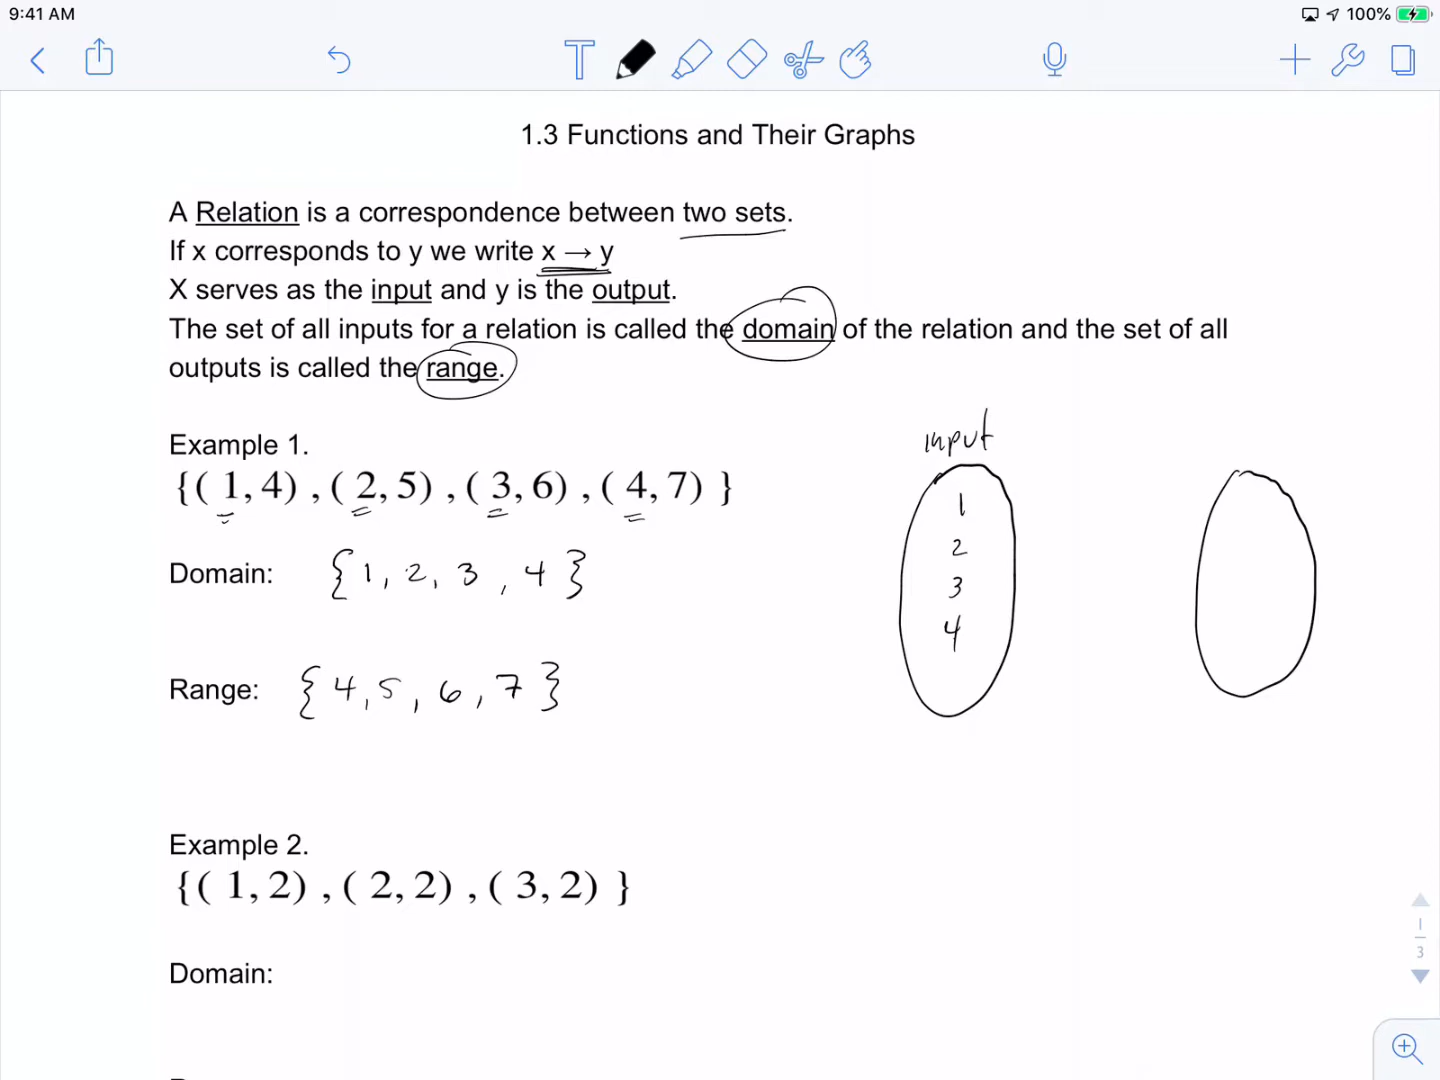 9:41 AM
100%
1.3 Functions and Their Graphs
A Relation is a correspondence between two sets.
If x corresponds to y we write x → y
X serves as the input and y is the output.
The set of all inputs for a relation is called the domain of the relation and the set of all
outputs is called the range.
Example 1.
{( 1, 4) , ( 2, 5) , ( 3, 6) , ( 4, 7) }
Domain: {1, 2, 3, 4}
Range: {4, 5, 6, 7}
input
1
2
3
4
Example 2.
{( 1, 2) , ( 2, 2) , ( 3, 2) }
Domain:
1
3